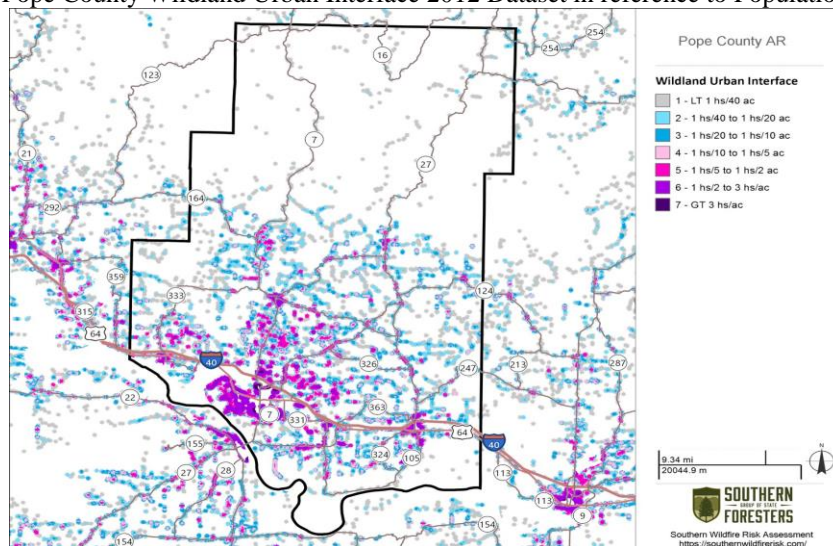 Pope County Wildland Urban Interface 2012 Dataset in reference to Populatio
Pope County AR
Wildland Urban Interface
1 - LT 1 hs/40 ac
2 - 1 hs/40 to 1 hs/20 ac
3 - 1 hs/20 to 1 hs/10 ac
4 - 1 hs/10 to 1 hs/5 ac
5 - 1 hs/5 to 1 hs/2 ac
6 - 1 hs/2 to 3 hs/ac
7 - GT 3 hs/ac
254
254
16
123
7
27
21
164
292
359
333
124
315
64
40
326
247
213
287
22
7
331
363
64
40
155
324
105
27
28
113
113
9
154
154
9.34 mi
20044.9 m
N
SOUTHERN
GROUP OF STATE
FORESTERS
Southern Wildfire Risk Assessment
https://southernwildfirerisk.com/